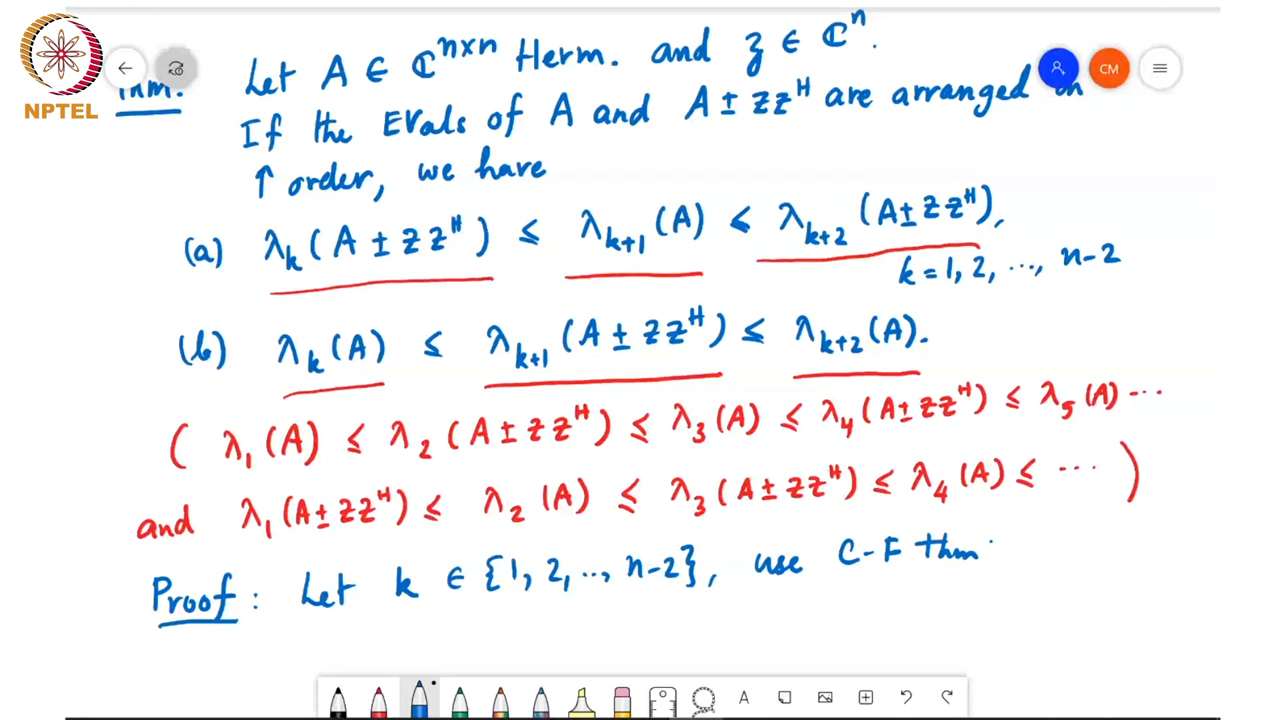 Let A ∈ ℂ^{n×n} Herm. and z ∈ ℂ^n.
Thm.
NPTEL
CM
If the Evals of A and A ± zz^H are arranged in
↑ order, we have
(a) λ_k (A ± zz^H) ≤ λ_{k+1} (A) ≤ λ_{k+2} (A ± zz^H),
k = 1, 2, ..., n-2
(b) λ_k (A) ≤ λ_{k+1} (A ± zz^H) ≤ λ_{k+2} (A).
( λ_1 (A) ≤ λ_2 (A ± zz^H) ≤ λ_3 (A) ≤ λ_4 (A ± zz^H) ≤ λ_5 (A) ...
and λ_1 (A ± zz^H) ≤ λ_2 (A) ≤ λ_3 (A ± zz^H) ≤ λ_4 (A) ≤ ... )
Proof : Let k ∈ {1, 2, .., n-2}, use C-F thm.
A